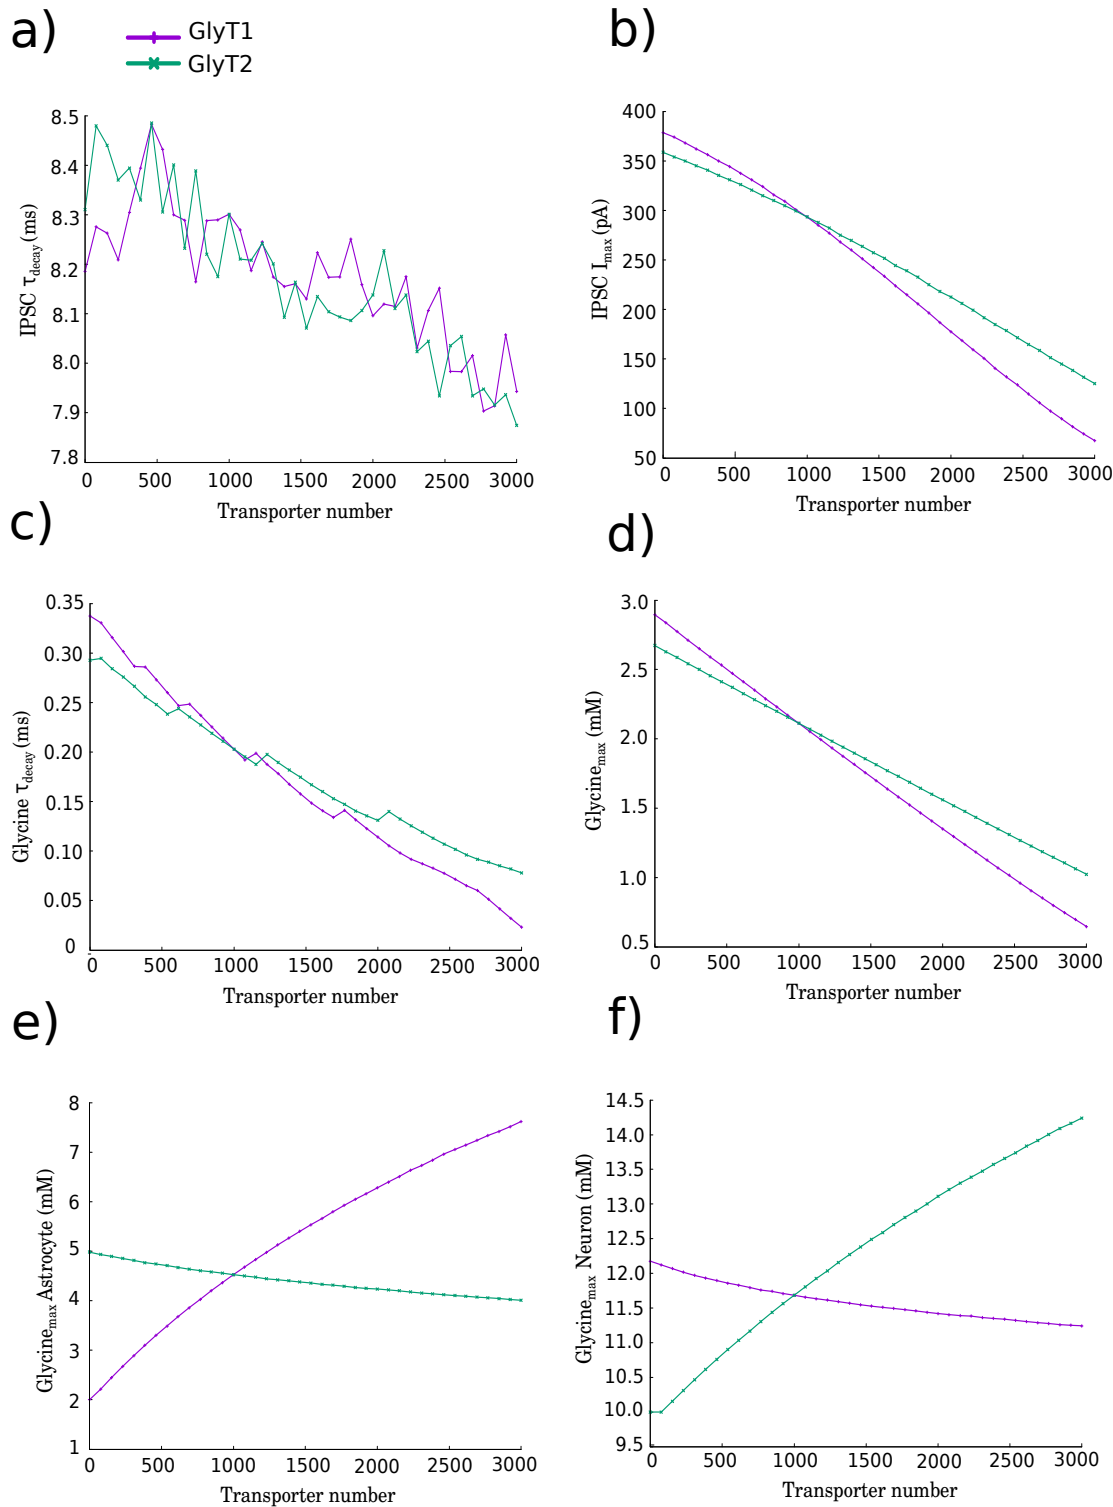 a)
GlyT1
GlyT2
8.5
8.4
8.3
8.2
8.1
8.0
7.9
7.8
IPSC τdecay (ms)
0 500 1000 1500 2000 2500 3000
Transporter number
b)
400
350
300
250
200
150
100
50
IPSC Imax (pA)
0 500 1000 1500 2000 2500 3000
Transporter number
c)
0.35
0.30
0.25
0.20
0.15
0.10
0.05
0
Glycine τdecay (ms)
0 500 1000 1500 2000 2500 3000
Transporter number
d)
3.0
2.5
2.0
1.5
1.0
0.5
Glycinemax (mM)
0 500 1000 1500 2000 2500 3000
Transporter number
e)
8
7
6
5
4
3
2
1
Glycinemax Astrocyte (mM)
0 500 1000 1500 2000 2500 3000
Transporter number
f)
14.5
14.0
13.5
13.0
12.5
12.0
11.5
11.0
10.5
10.0
9.5
Glycinemax Neuron (mM)
0 500 1000 1500 2000 2500 3000
Transporter number